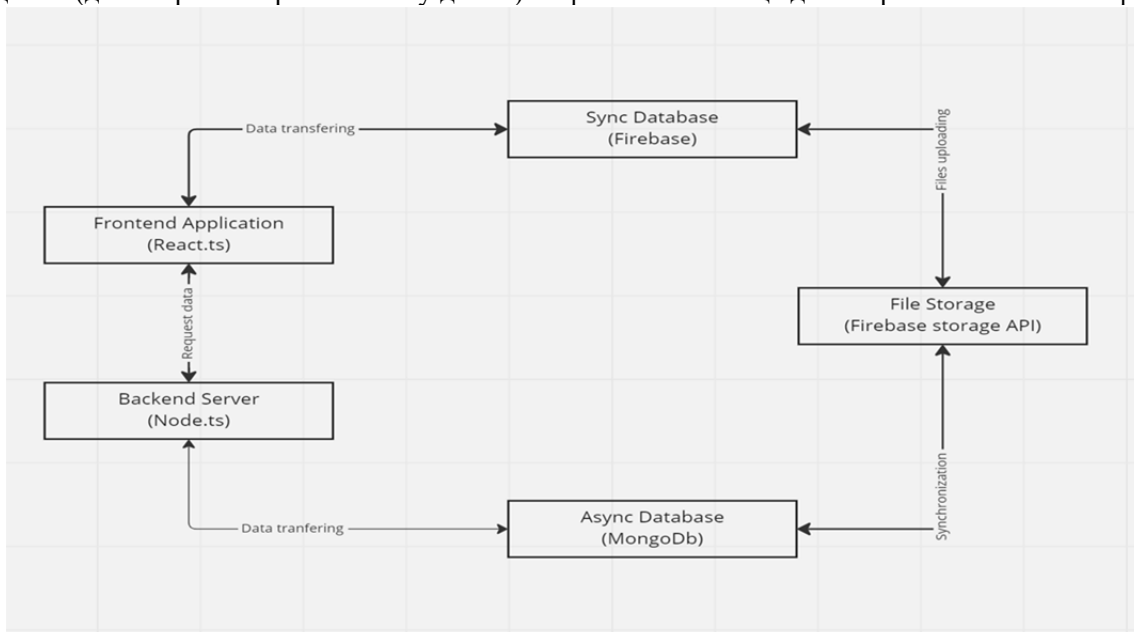 Data transfering
Sync Database
(Firebase)
Files uploading
Frontend Application
(React.ts)
Request data
File Storage
(Firebase storage API)
Backend Server
(Node.ts)
Synchronization
Async Database
(MongoDb)
Data tranfering